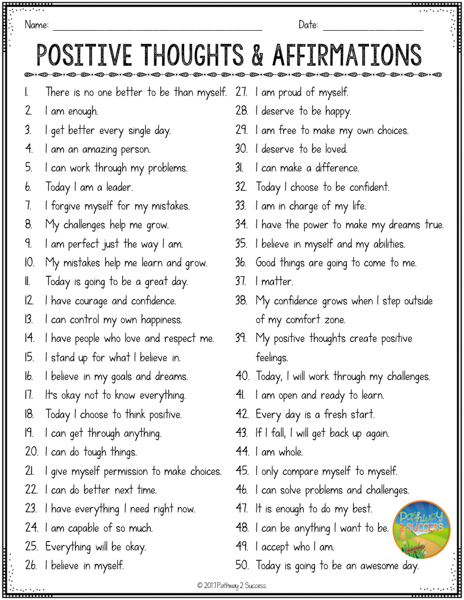 Name:
Date:
POSITIVE THOUGHTS & AFFIRMATIONS
1. There is no one better to be than myself.
2. I am enough.
3. I get better every single day.
4. I am an amazing person.
5. I can work through my problems.
6. Today I am a leader.
7. I forgive myself for my mistakes.
8. My challenges help me grow.
9. I am perfect just the way I am.
10. My mistakes help me learn and grow.
11. Today is going to be a great day.
12. I have courage and confidence.
13. I can control my own happiness.
14. I have people who love and respect me.
15. I stand up for what I believe in.
16. I believe in my goals and dreams.
17. It's okay not to know everything.
18. Today I choose to think positive.
19. I can get through anything.
20. I can do tough things.
21. I give myself permission to make choices.
22. I can do better next time.
23. I have everything I need right now.
24. I am capable of so much.
25. Everything will be okay.
26. I believe in myself.
27. I am proud of myself.
28. I deserve to be happy.
29. I am free to make my own choices.
30. I deserve to be loved.
31. I can make a difference.
32. Today I choose to be confident.
33. I am in charge of my life.
34. I have the power to make my dreams true.
35. I believe in myself and my abilities.
36. Good things are going to come to me.
37. I matter.
38. My confidence grows when I step outside
of my comfort zone.
39. My positive thoughts create positive
feelings.
40. Today, I will work through my challenges.
41. I am open and ready to learn.
42. Every day is a fresh start.
43. If I fall, I will get back up again.
44. I am whole.
45. I only compare myself to myself.
46. I can solve problems and challenges.
47. It is enough to do my best.
48. I can be anything I want to be.
49. I accept who I am.
50. Today is going to be an awesome day.
Pathway
2
SUCCESS
© 2017 Pathway 2 Success